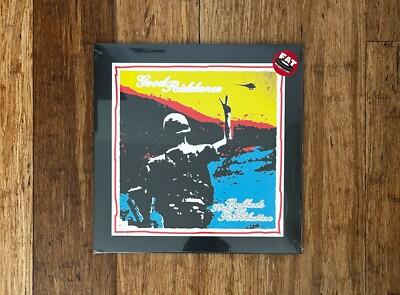 Good Riddance
FAT
Ballads
From The
Revolution